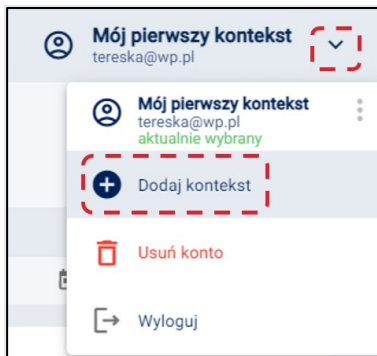 Mój pierwszy kontekst
tereska@wp.pl
Mój pierwszy kontekst
tereska@wp.pl
aktualnie wybrany
Dodaj kontekst
Usuń konto
Wyloguj